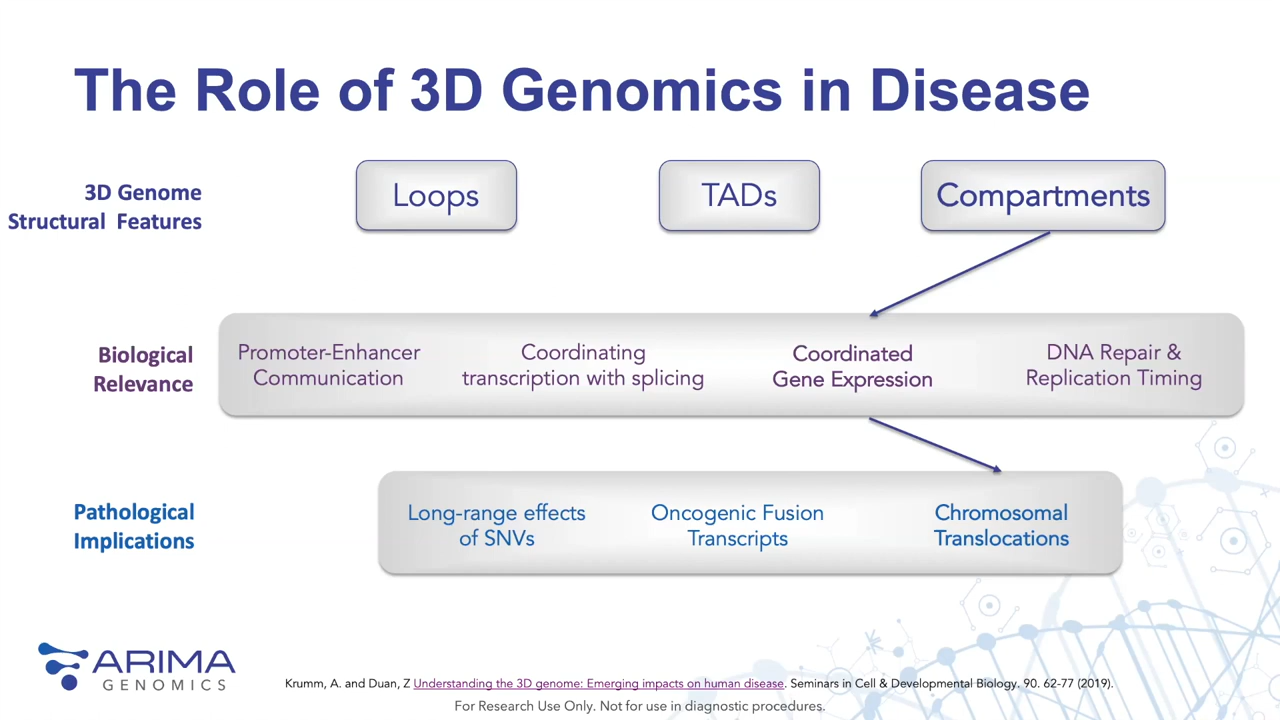 The Role of 3D Genomics in Disease
3D Genome
Structural Features
Loops
TADs
Compartments
Biological
Relevance
Promoter-Enhancer
Communication
Coordinating
transcription with splicing
Coordinated
Gene Expression
DNA Repair &
Replication Timing
Pathological
Implications
Long-range effects
of SNVs
Oncogenic Fusion
Transcripts
Chromosomal
Translocations
ARIMA
GENOMICS
Krumm, A. and Duan, Z Understanding the 3D genome: Emerging impacts on human disease. Seminars in Cell & Developmental Biology. 90. 62-77 (2019).
For Research Use Only. Not for use in diagnostic procedures.